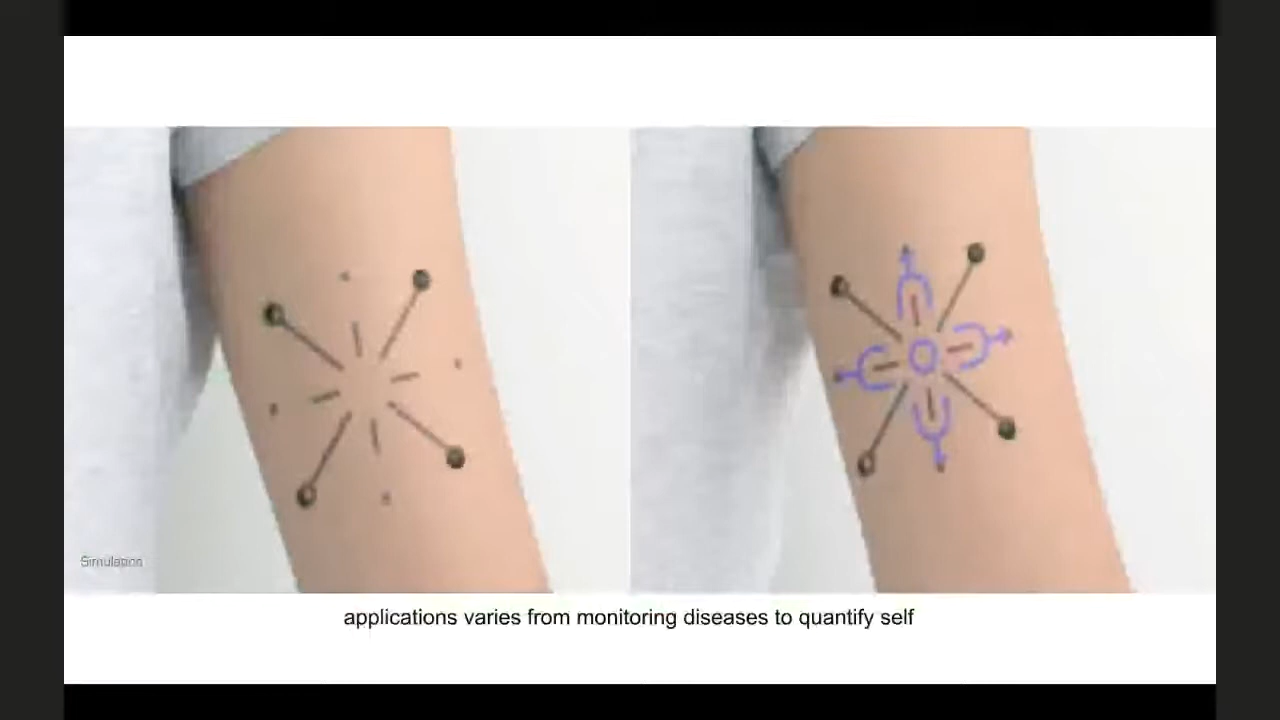 Simulation
applications varies from monitoring diseases to quantify self